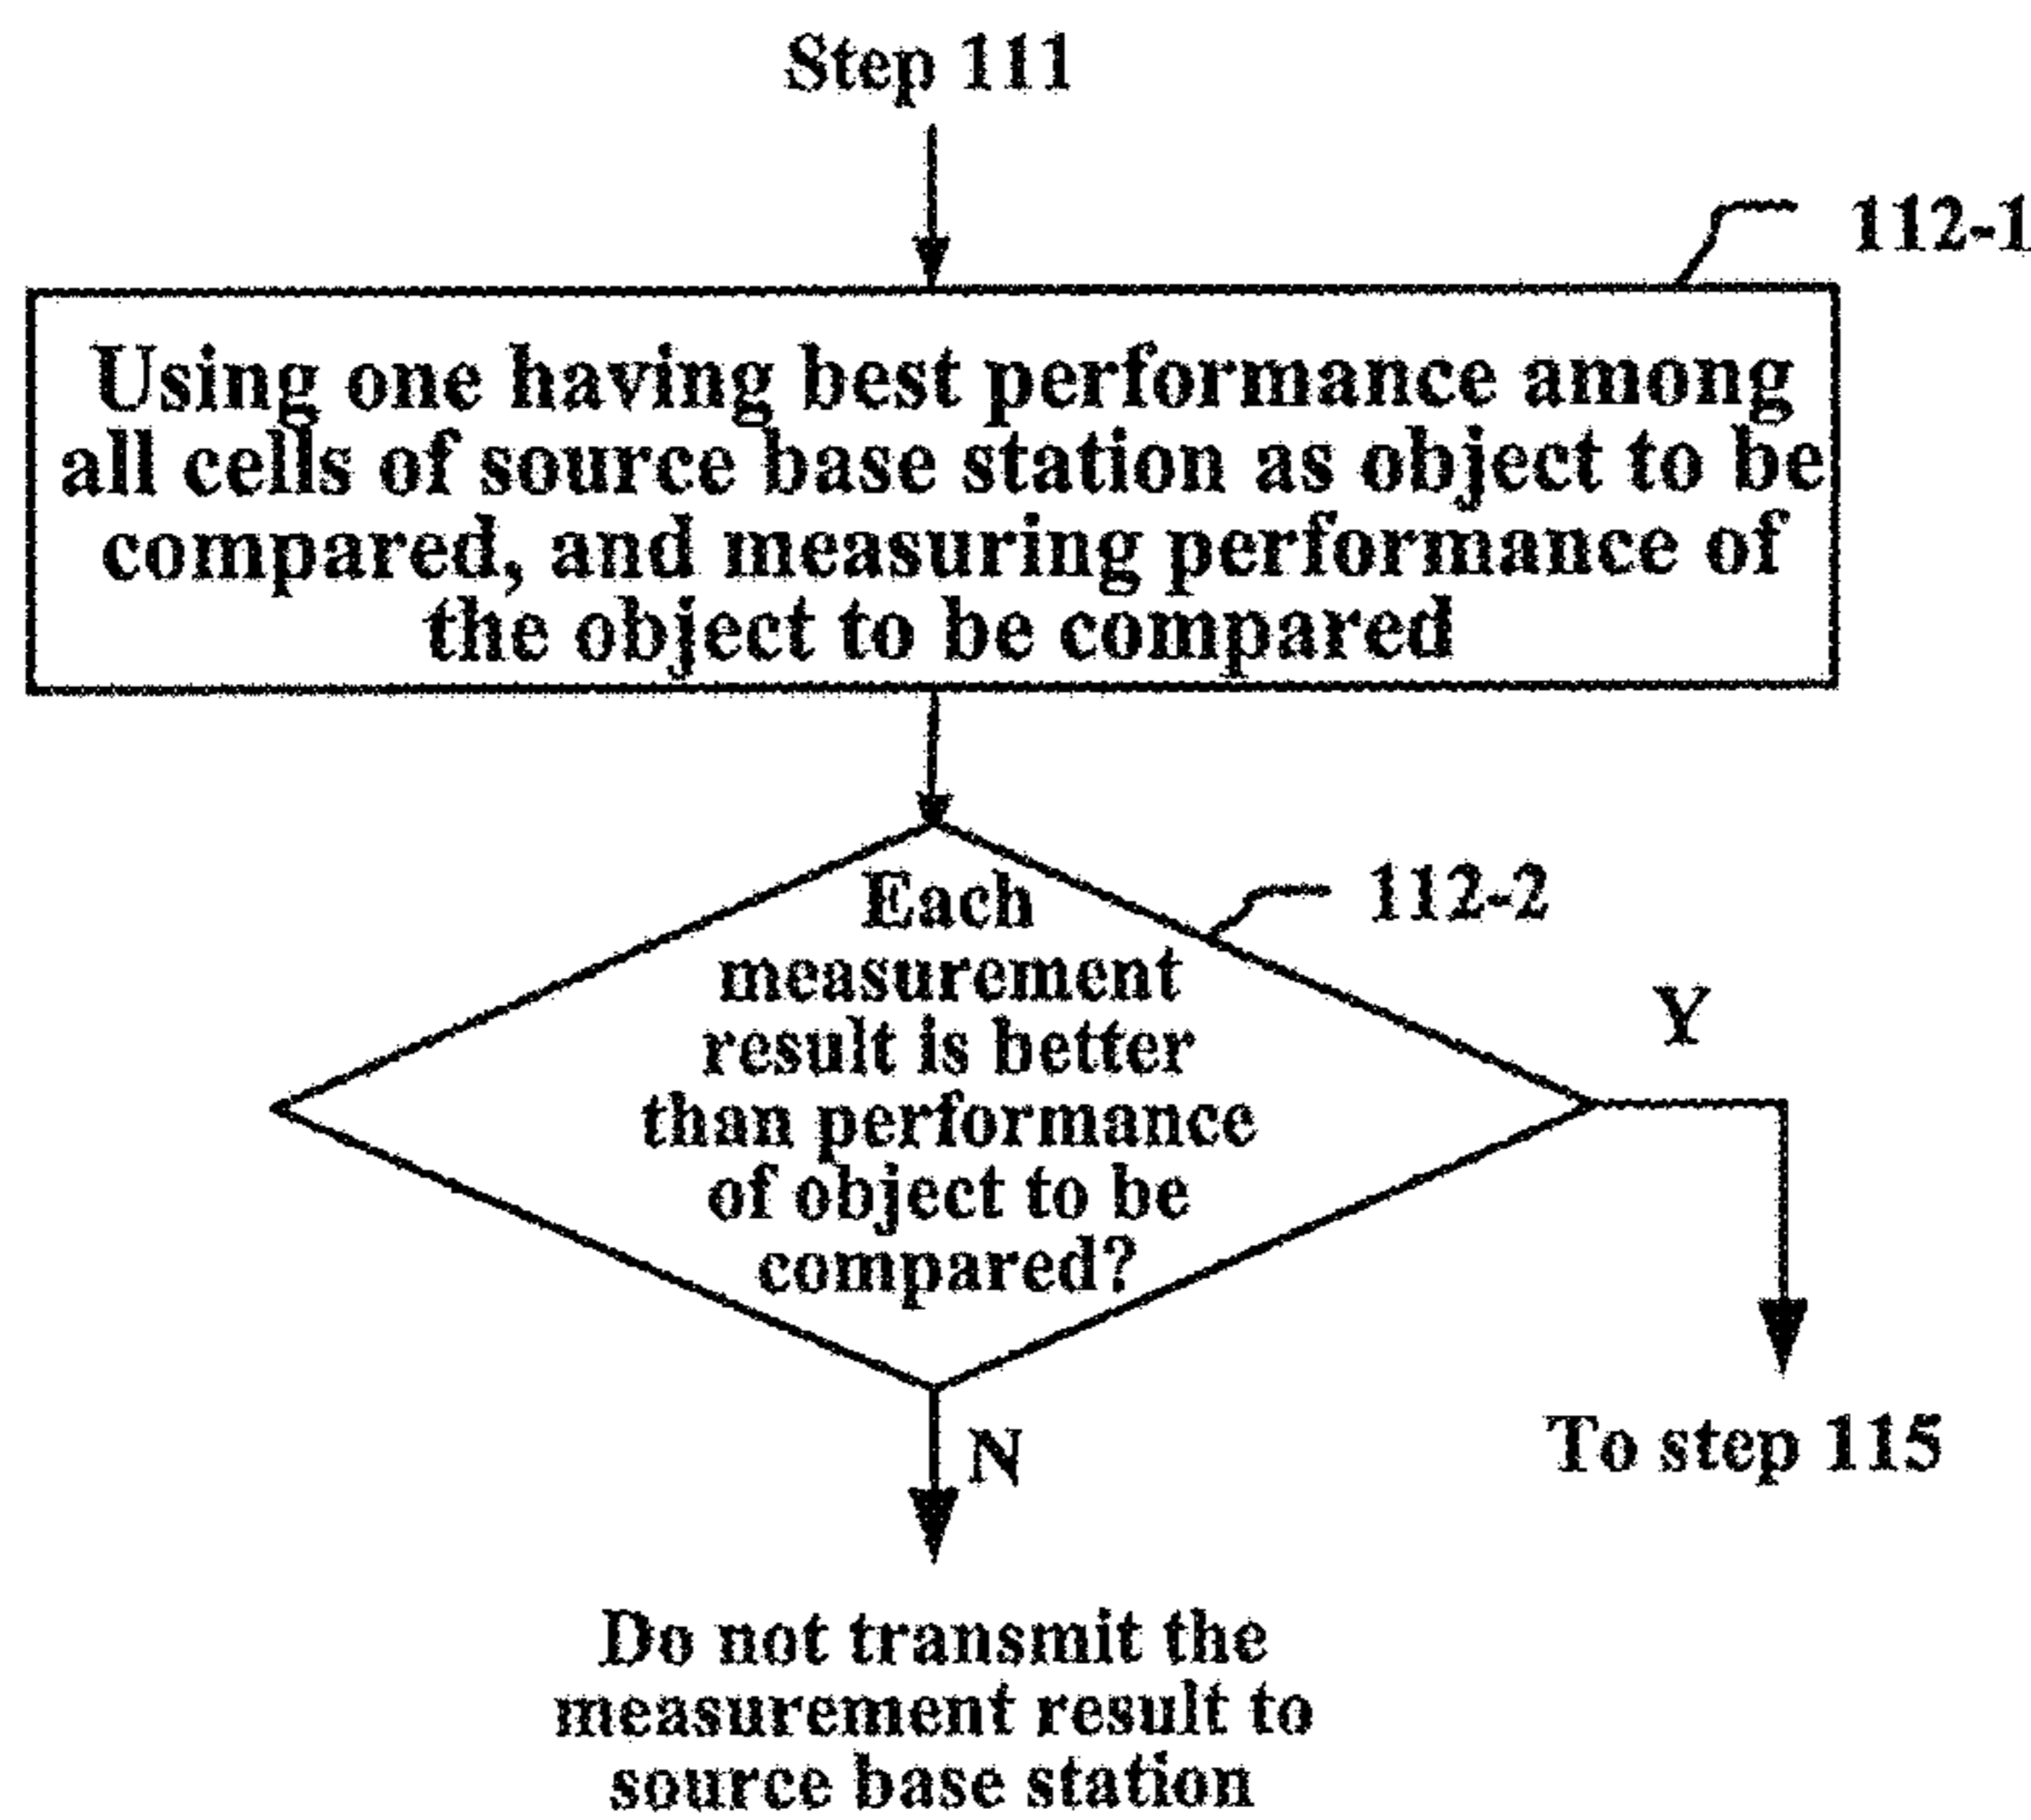 Step 111
112-1
Using one having best performance among
all cells of source base station as object to be
compared, and measuring performance of
the object to be compared
112-2
Each
measurement
result is better
than performance
of object to be
compared?
Y
N
To step 115
Do not transmit the
measurement result to
source base station